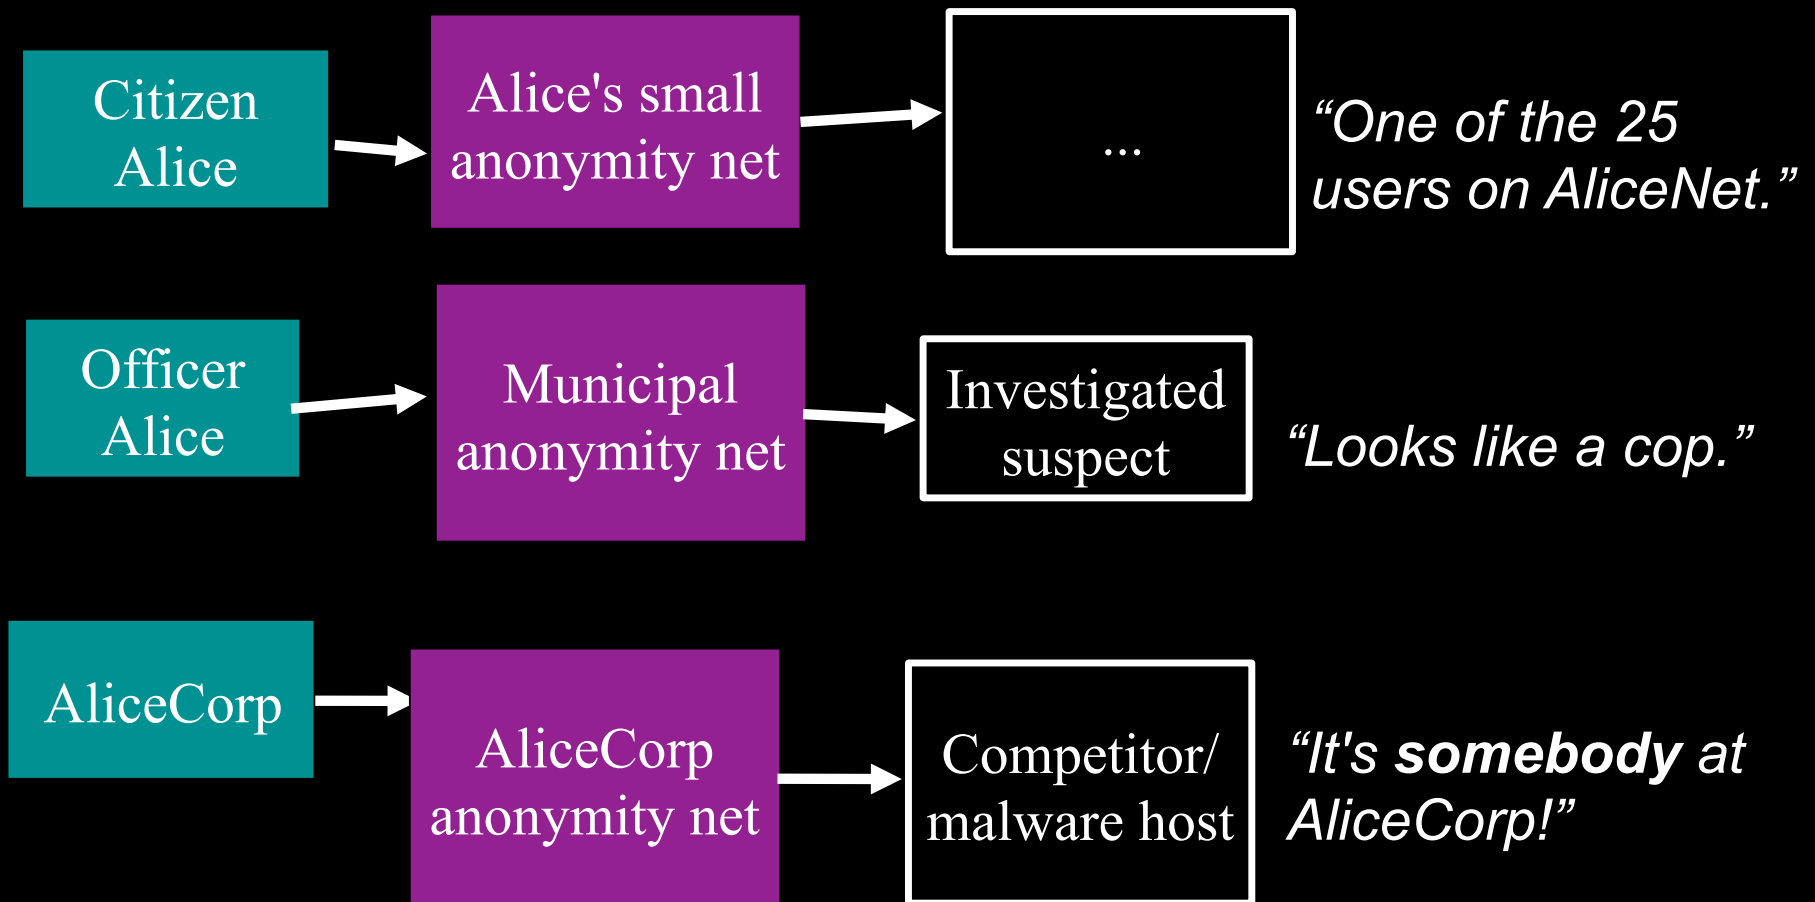 Citizen
Alice
Alice's small
anonymity net
...
“One of the 25
users on AliceNet.”
Officer
Alice
Municipal
anonymity net
Investigated
suspect
“Looks like a cop.”
AliceCorp
AliceCorp
anonymity net
Competitor/
malware host
“It's somebody at
AliceCorp!”